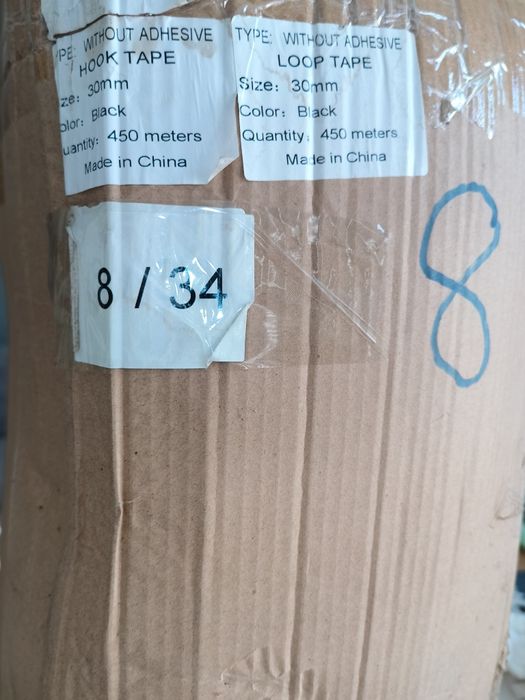 YPE: WITHOUT ADHESIVE
HOOK TAPE
ze: 30mm
olor: Black
uantity: 450 meters
Made in China
TYPE: WITHOUT ADHESIVE
LOOP TAPE
Size: 30mm
Color: Black
Quantity: 450 meters
Made in China
8 / 34
8